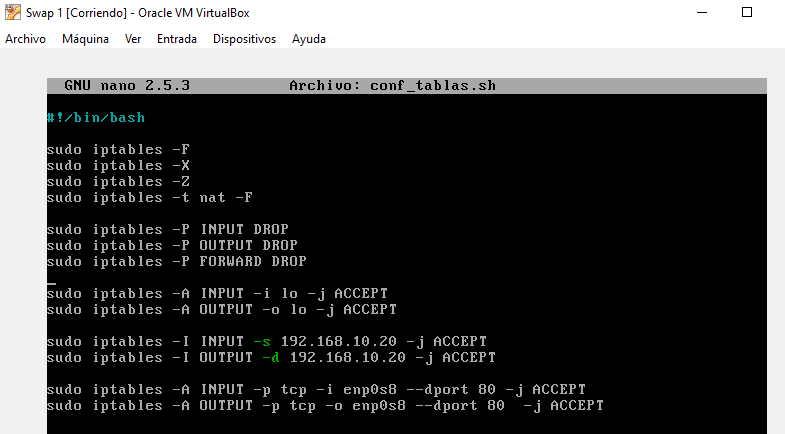 Swap 1 [Corriendo] - Oracle VM VirtualBox
Archivo Máquina Ver Entrada Dispositivos Ayuda
GNU nano 2.5.3 Archivo: conf_tablas.sh
#!/bin/bash
sudo iptables -F
sudo iptables -X
sudo iptables -Z
sudo iptables -t nat -F
sudo iptables -P INPUT DROP
sudo iptables -P OUTPUT DROP
sudo iptables -P FORWARD DROP
sudo iptables -A INPUT -i lo -j ACCEPT
sudo iptables -A OUTPUT -o lo -j ACCEPT
sudo iptables -I INPUT -s 192.168.10.20 -j ACCEPT
sudo iptables -I OUTPUT -d 192.168.10.20 -j ACCEPT
sudo iptables -A INPUT -p tcp -i enp0s8 --dport 80 -j ACCEPT
sudo iptables -A OUTPUT -p tcp -o enp0s8 --dport 80  -j ACCEPT